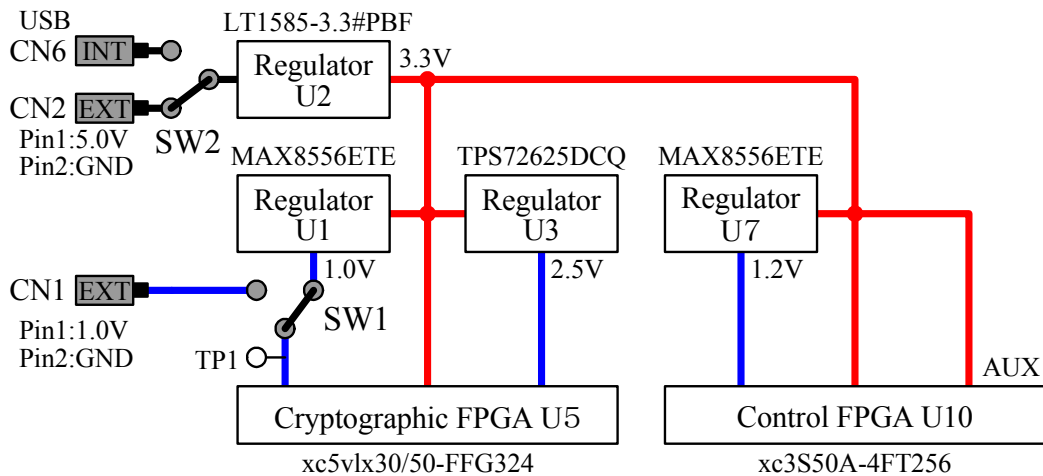 USB
LT1585-3.3#PBF
CN6 INT
Regulator
U2
3.3V
CN2 EXT
Pin1:5.0V
Pin2:GND
SW2
MAX8556ETE
TPS72625DCQ
MAX8556ETE
Regulator
U1
Regulator
U3
Regulator
U7
1.0V
2.5V
1.2V
CN1 EXT
SW1
Pin1:1.0V
Pin2:GND
TP1
AUX
Cryptographic FPGA U5
Control FPGA U10
xc5vlx30/50-FFG324
xc3S50A-4FT256